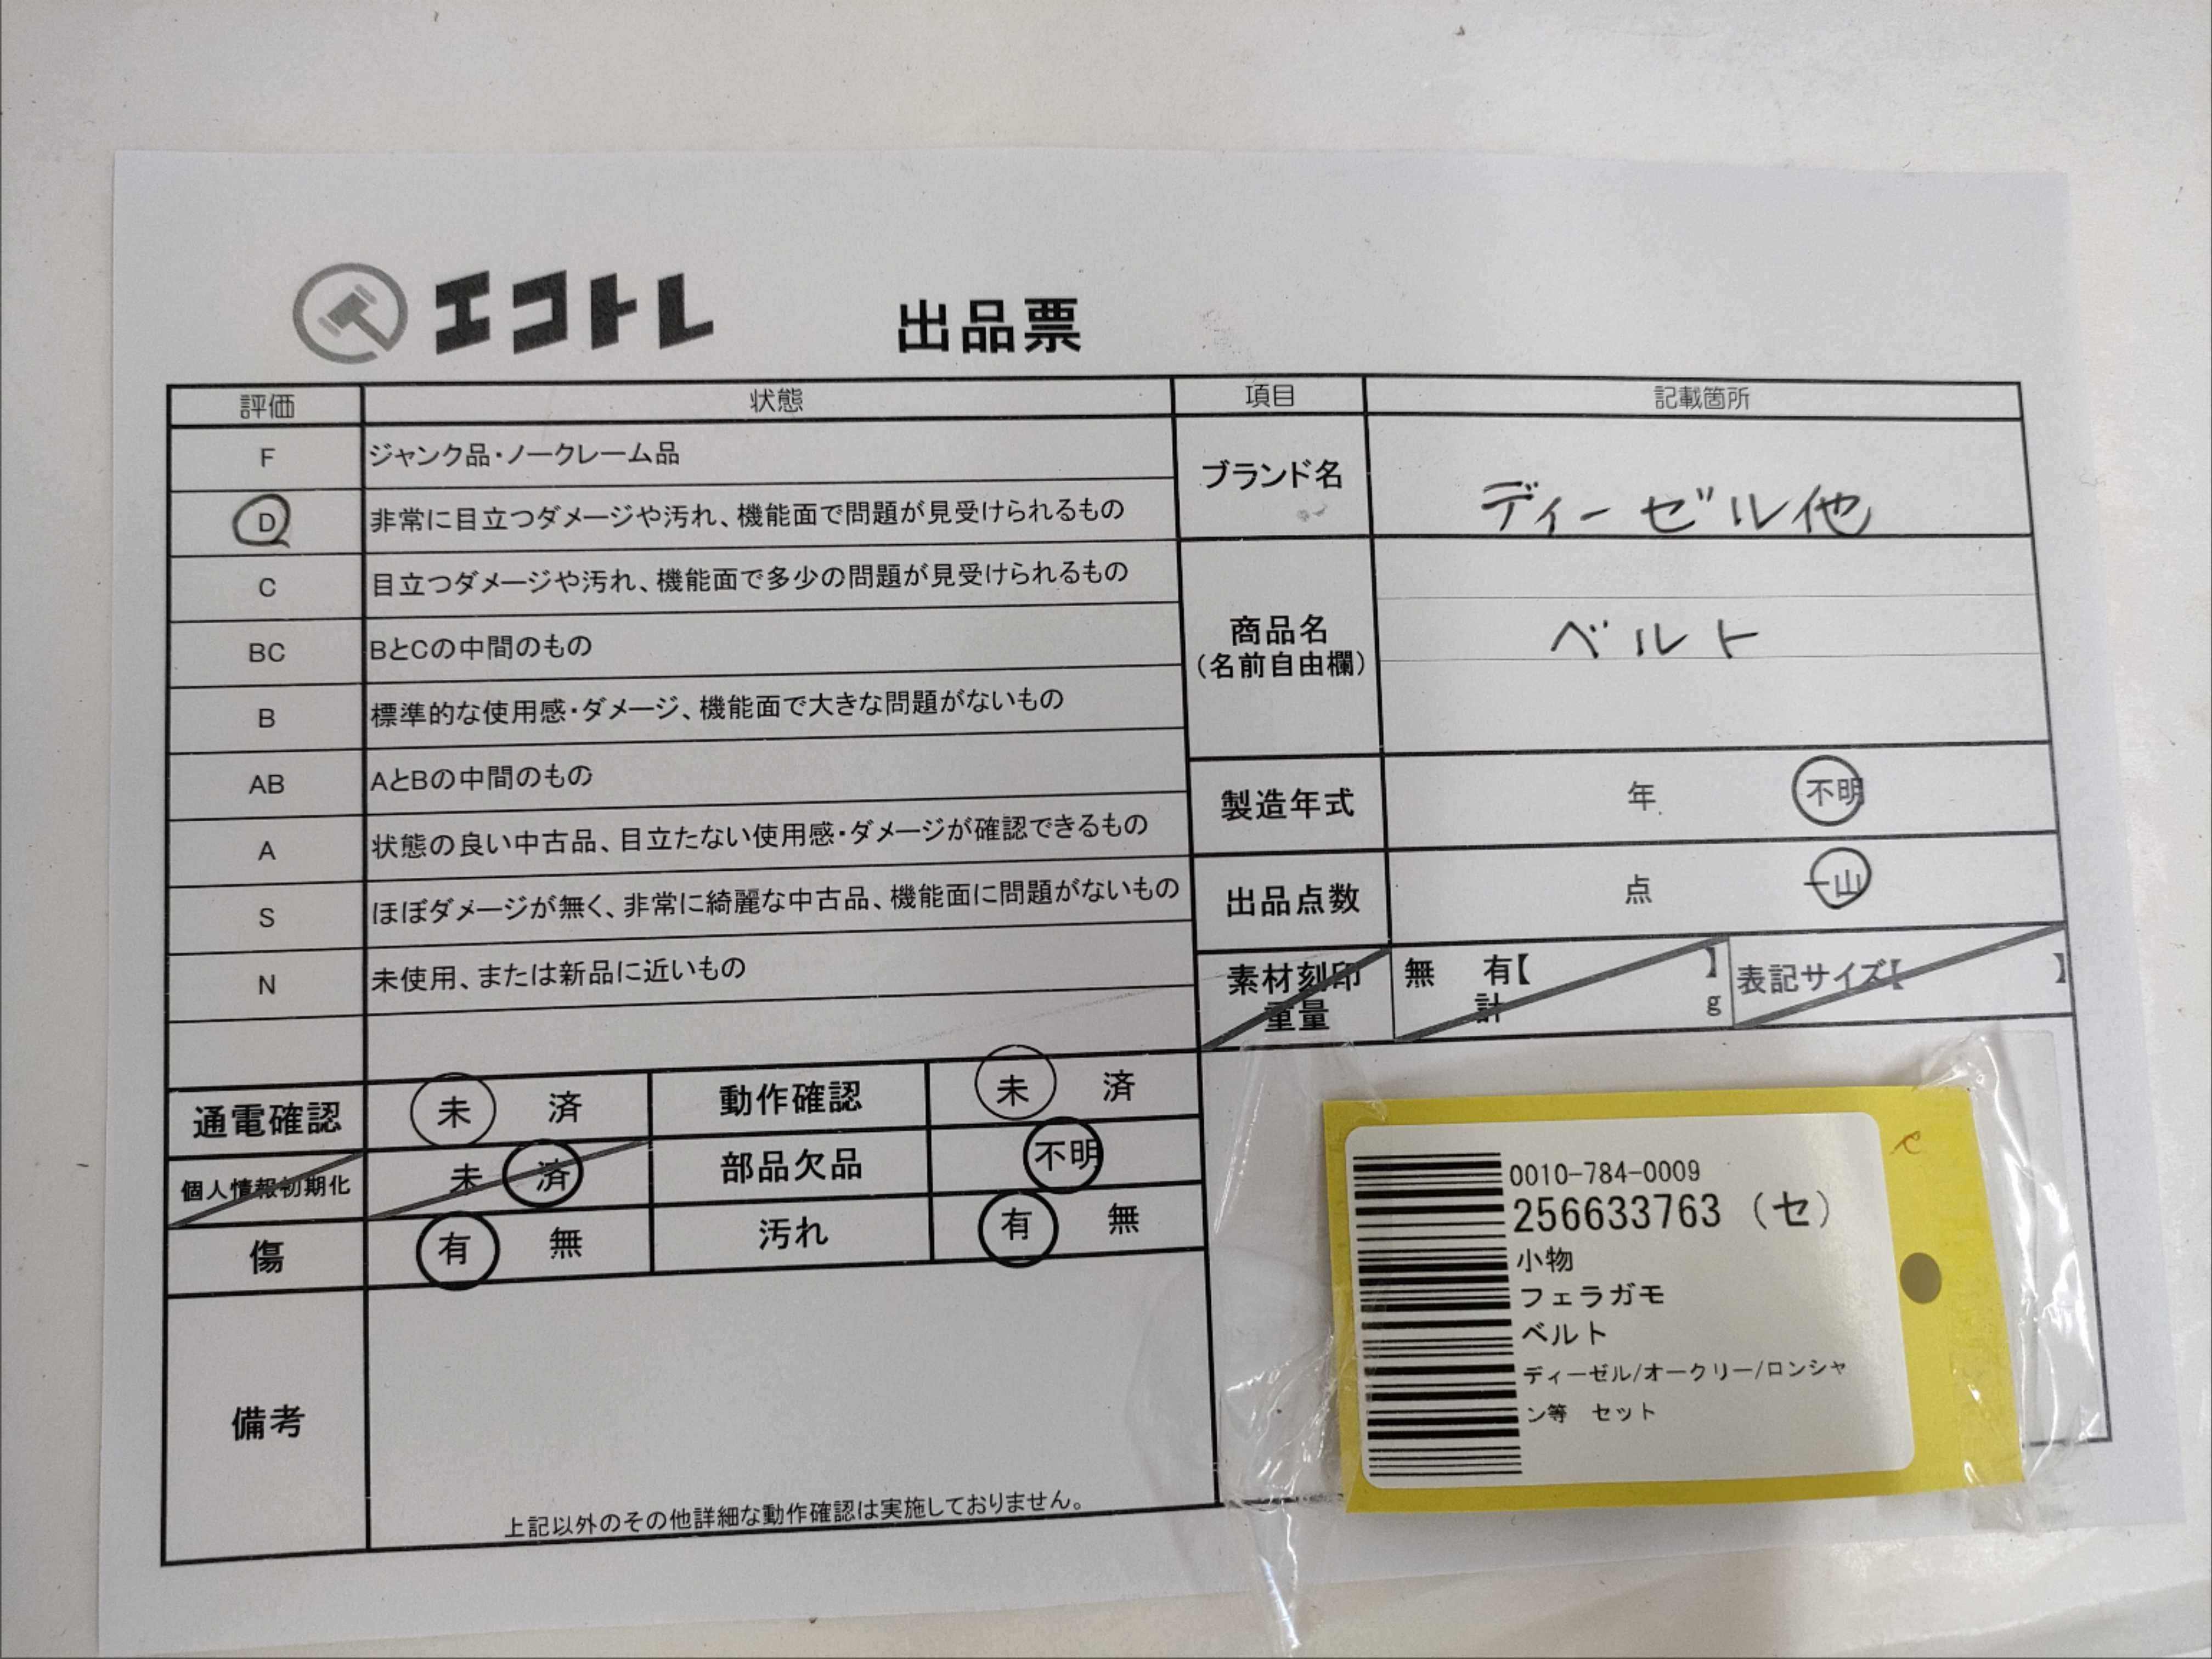 エコトレ
出品票
評価 状態 項目 記載箇所
F ジャンク品・ノークレーム品
D 非常に目立つダメージや汚れ、機能面で問題が見受けられるもの
C 目立つダメージや汚れ、機能面で多少の問題が見受けられるもの
BC BとCの中間のもの
B 標準的な使用感・ダメージ、機能面で大きな問題がないもの
AB AとBの中間のもの
A 状態の良い中古品、目立たない使用感・ダメージが確認できるもの
S ほぼダメージが無く、非常に綺麗な中古品、機能面に問題がないもの
N 未使用、または新品に近いもの
ブランド名 ディーゼル他
商品名 ベルト
(名前自由欄)
製造年式 年 不明
出品点数 点 一山
素材刻印 無 有【 】 表記サイズ【 】
重量 計 g
通電確認 未 済 動作確認 未 済
個人情報初期化 未 済 部品欠品 不明
傷 有 無 汚れ 有 無
備考
上記以外のその他詳細な動作確認は実施しておりません。
0010-784-0009
256633763 (セ)
小物
フェラガモ
ベルト
ディーゼル/オークリー/ロンシャ
ン等 セット